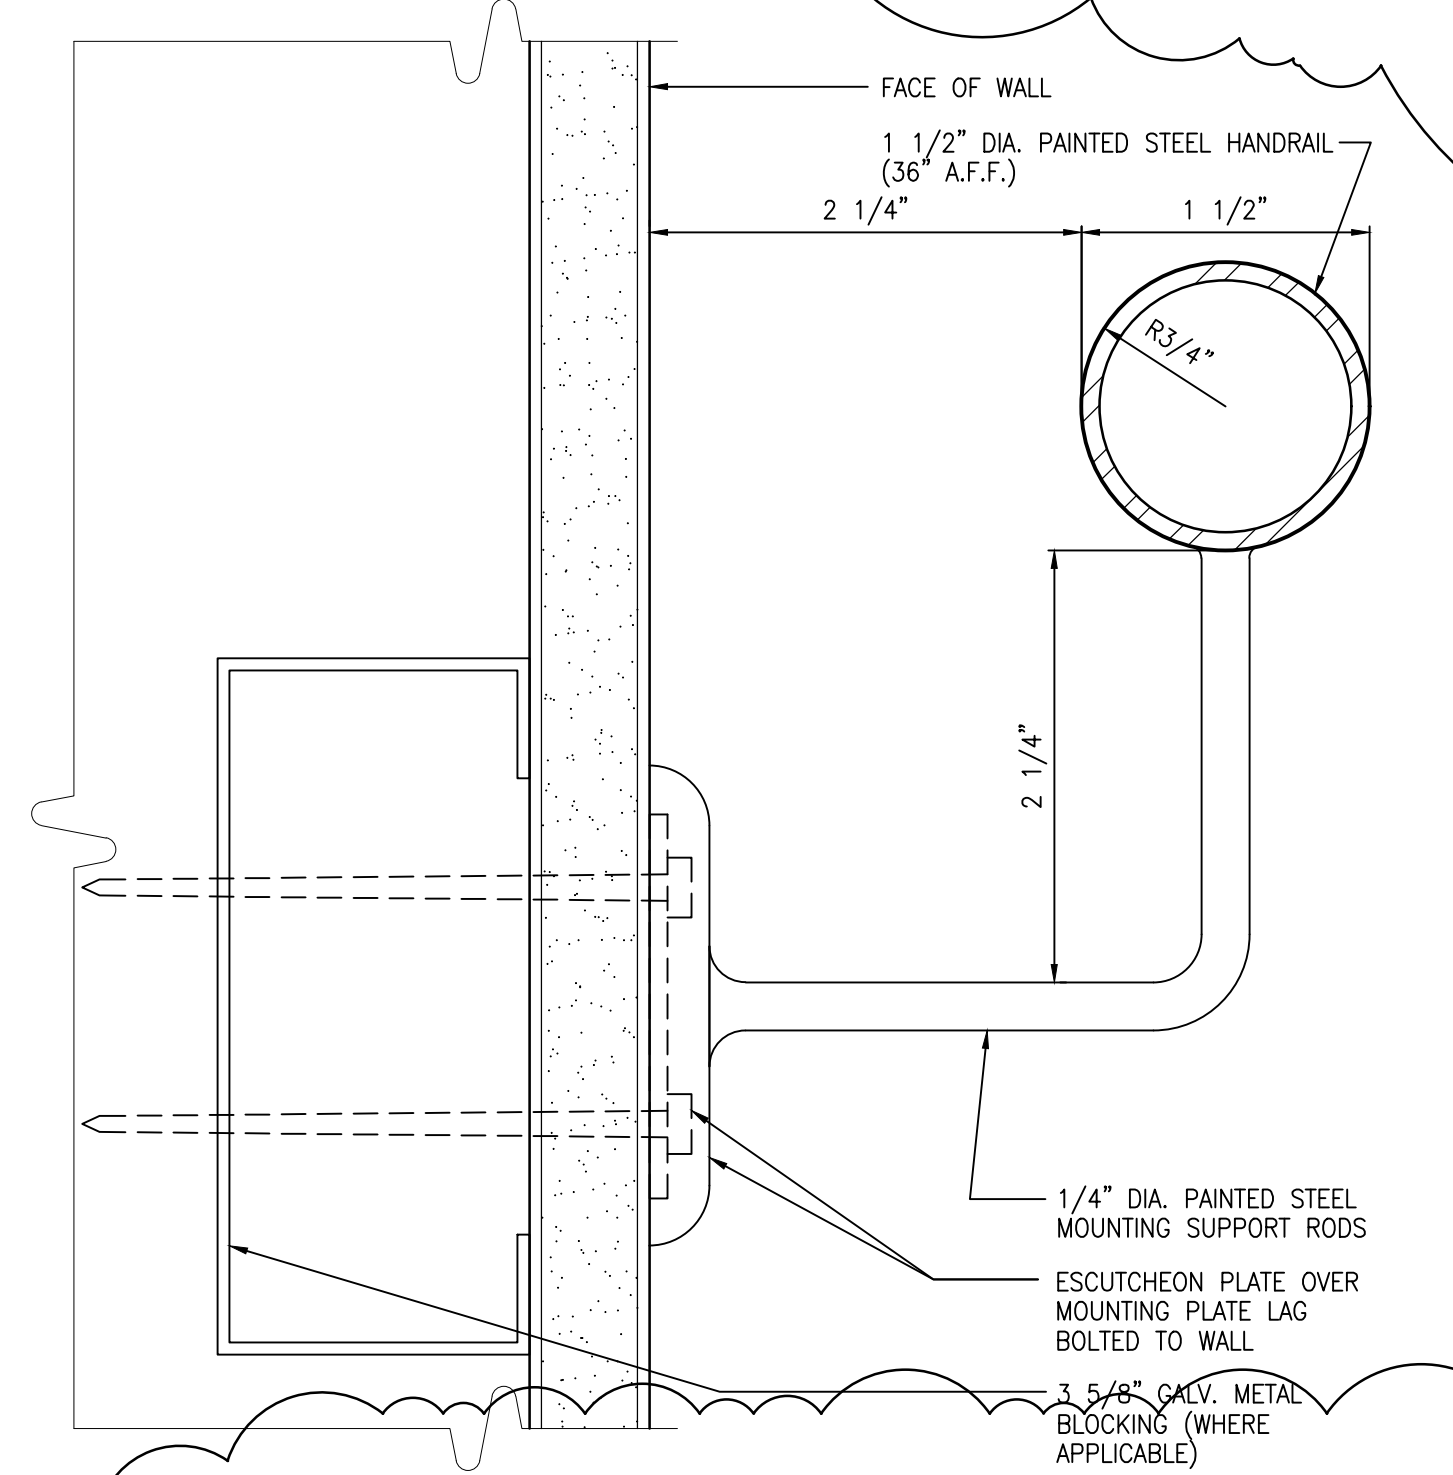 FACE OF WALL
1 1/2" DIA. PAINTED STEEL HANDRAIL
(36" A.F.F.)
2 1/4"
1 1/2"
R3/4"
2 1/4"
1/4" DIA. PAINTED STEEL
MOUNTING SUPPORT RODS
ESCUTCHEON PLATE OVER
MOUNTING PLATE LAG
BOLTED TO WALL
3 5/8" GALV. METAL
BLOCKING (WHERE
APPLICABLE)